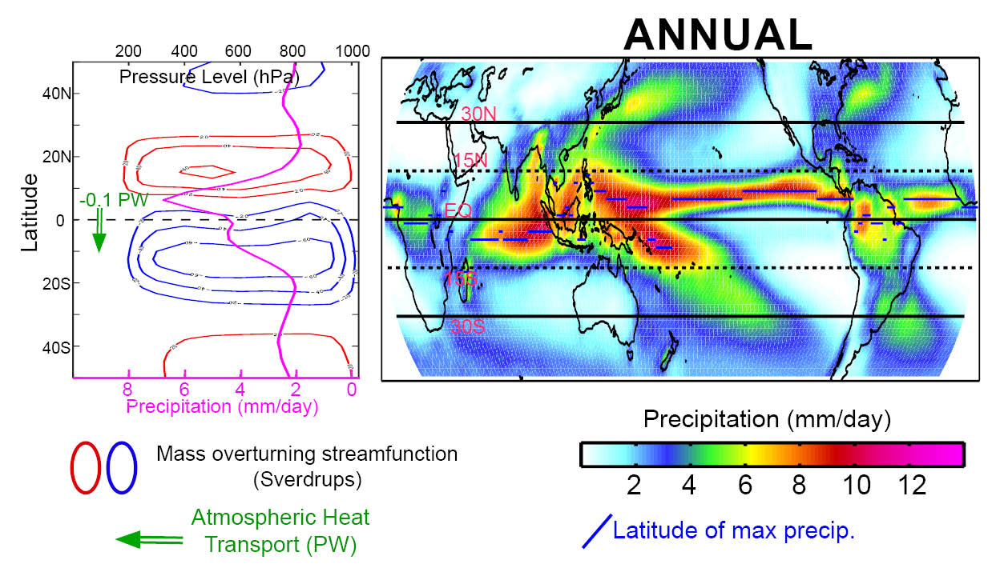 ANNUAL
200 400 600 800 1000
Pressure Level (hPa)
40N
20N
0
20S
40S
Latitude
-0.1 PW
8 6 4 2 0
Precipitation (mm/day)
30N
15N
EQ
15S
30S
Precipitation (mm/day)
2 4 6 8 10 12
Mass overturning streamfunction
(Sverdrups)
Atmospheric Heat
Transport (PW)
Latitude of max precip.